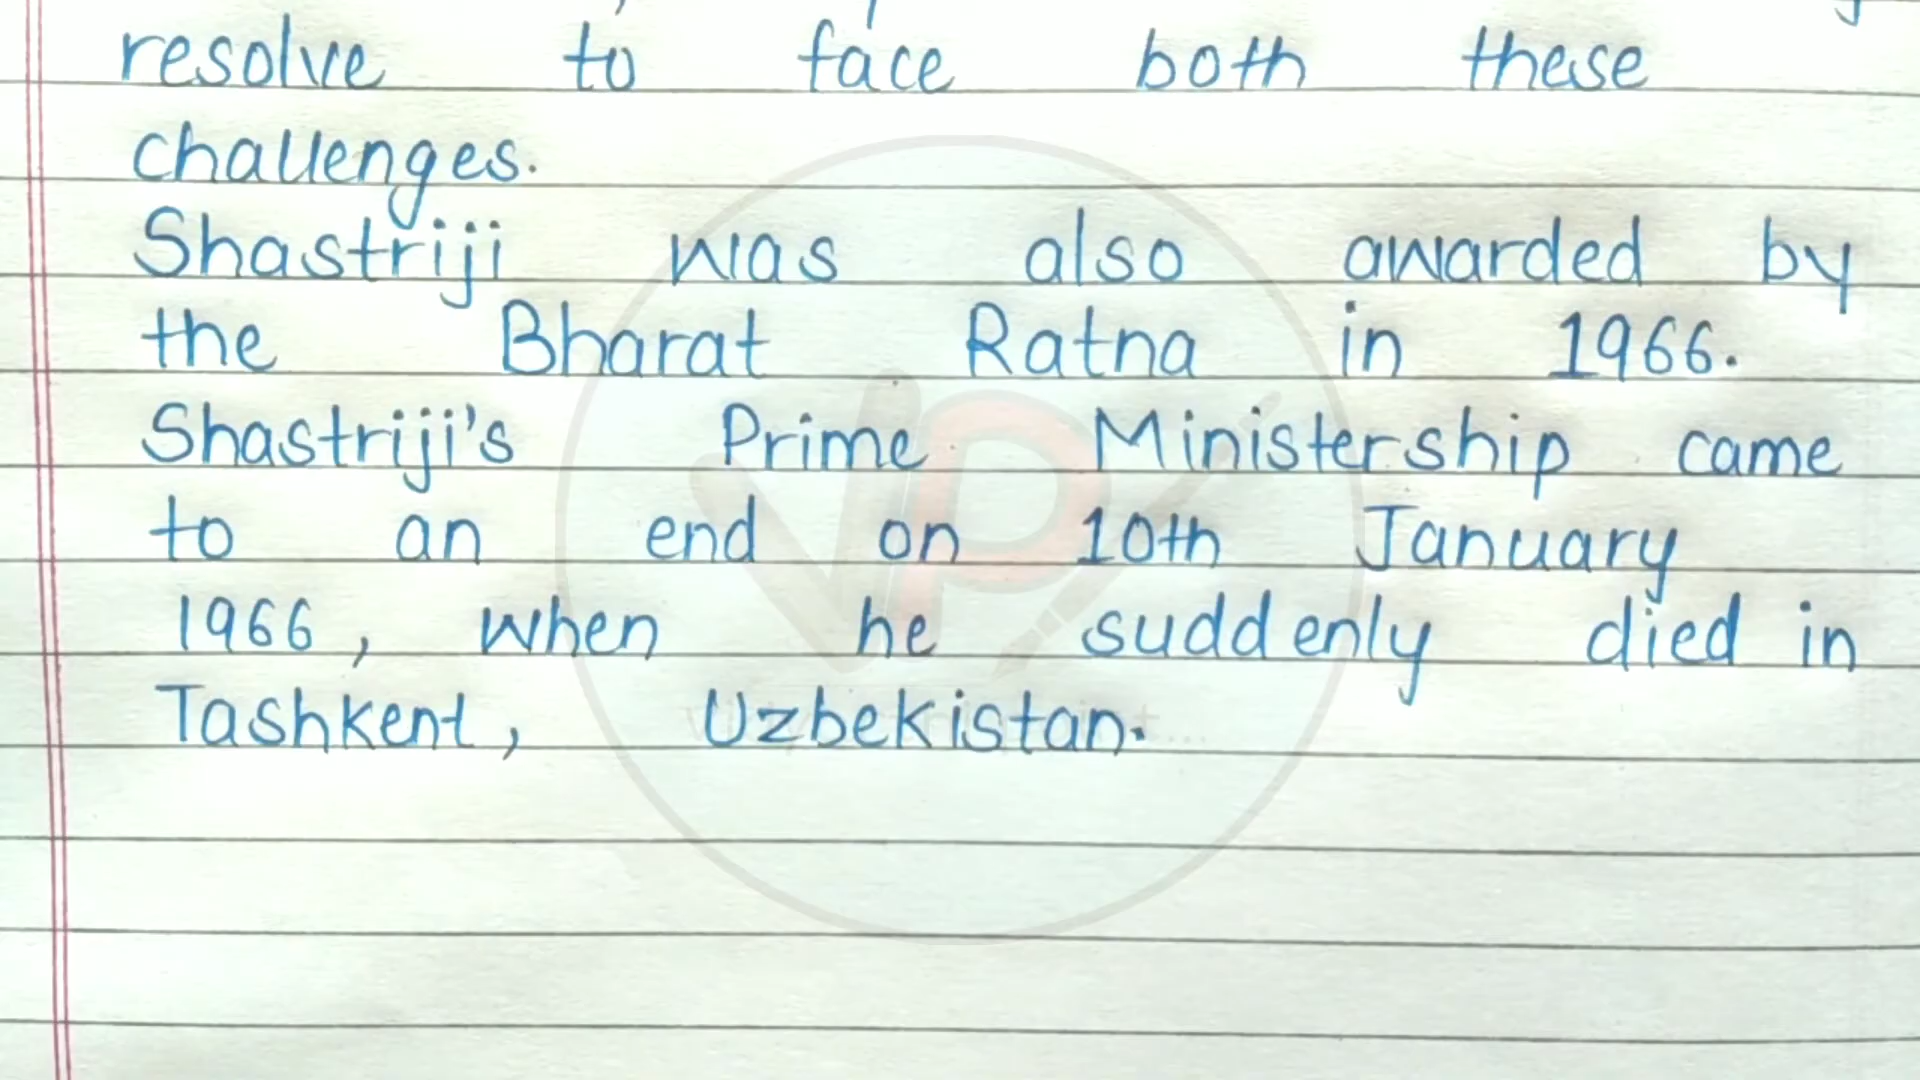 resolve to face both these
challenges.
Shastriji was also awarded by
the Bharat Ratna in 1966.
Shastriji's Prime Ministership came
to an end on 10th January
1966, when he suddenly died in
Tashkent, Uzbekistan.
VP